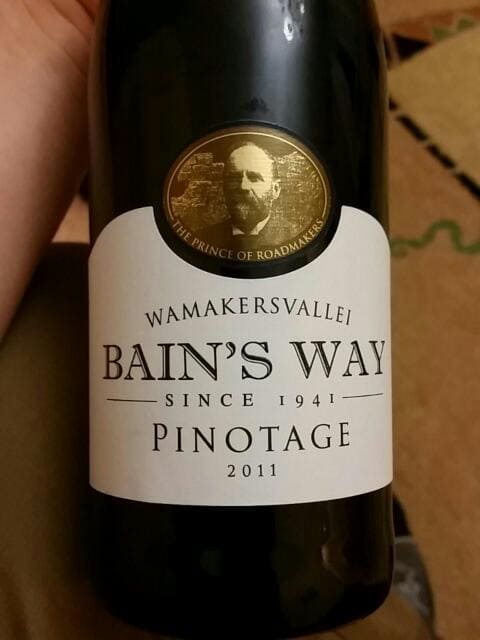 THE PRINCE OF ROADMAKERS
WAMAKERSVALLEI
BAIN'S WAY
SINCE 1941
PINOTAGE
2011